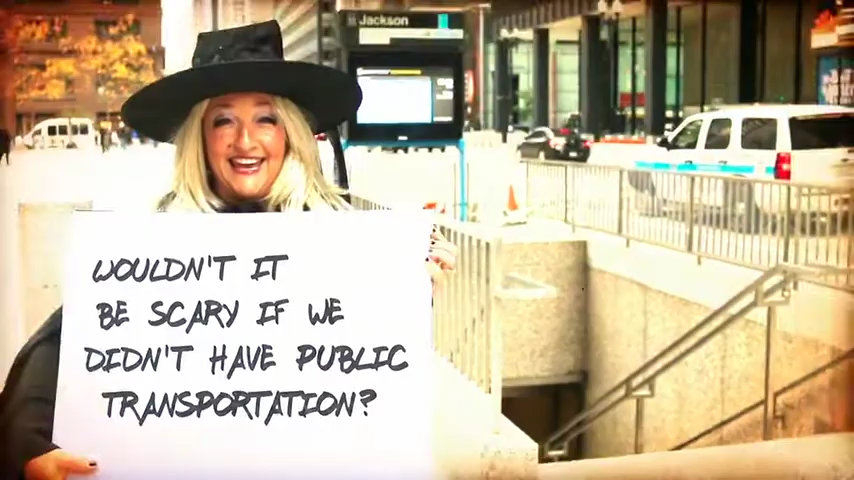 Jackson
WOULDN'T IT
BE SCARY IF WE
DIDN'T HAVE PUBLIC
TRANSPORTATION?